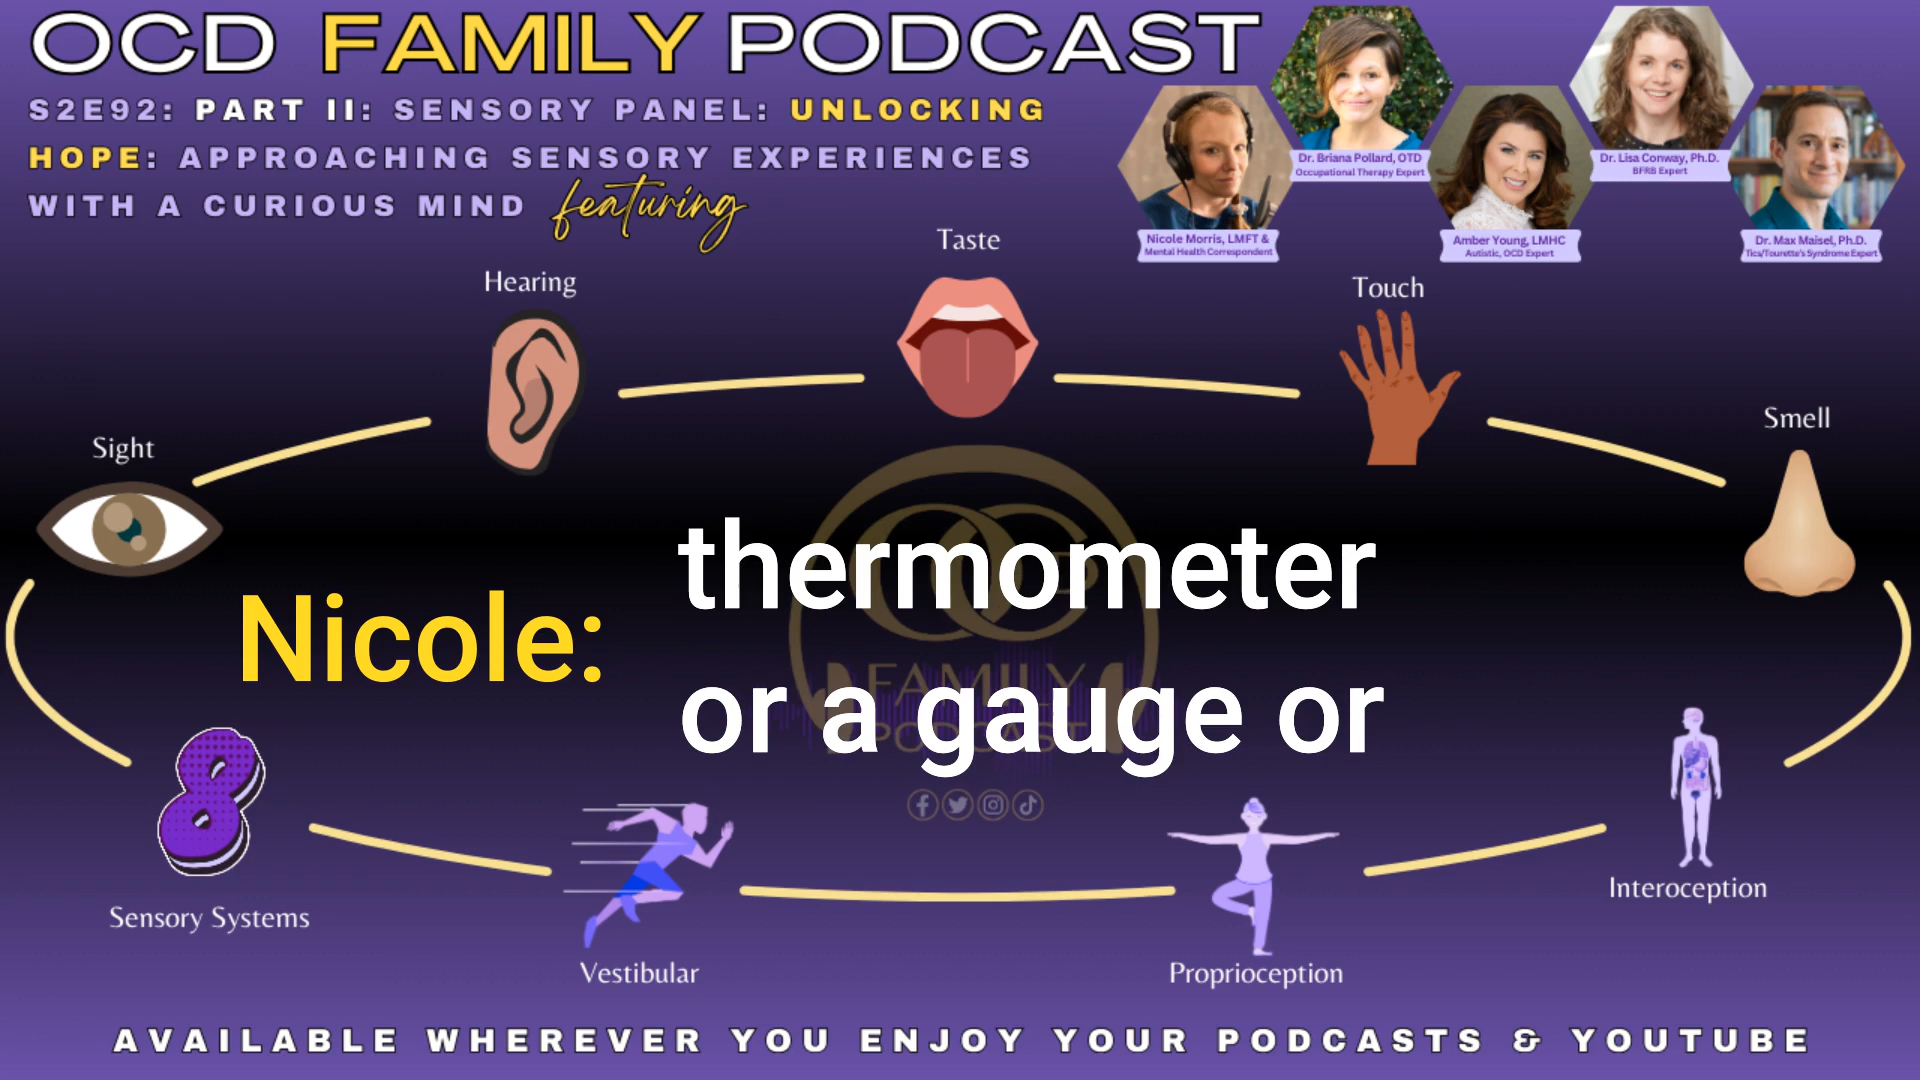 OCD FAMILY PODCAST
S2E92: PART II: SENSORY PANEL: UNLOCKING
HOPE: APPROACHING SENSORY EXPERIENCES
WITH A CURIOUS MIND featuring
Dr. Briana Pollard, OTD
Occupational Therapy Expert
Dr. Lisa Conway, Ph.D.
BFRB Expert
Nicole Morris, LMFT &
Mental Health Correspondent
Amber Young, LMHC
Autistic, OCD Expert
Dr. Max Maisel, Ph.D.
Tics/Tourette's Syndrome Expert
Taste
Hearing
Touch
Smell
Sight
Nicole:
thermometer
or a gauge or
FAMILY
PODCAST
8
Sensory Systems
Vestibular
Proprioception
Interoception
AVAILABLE WHEREVER YOU ENJOY YOUR PODCASTS & YOUTUBE